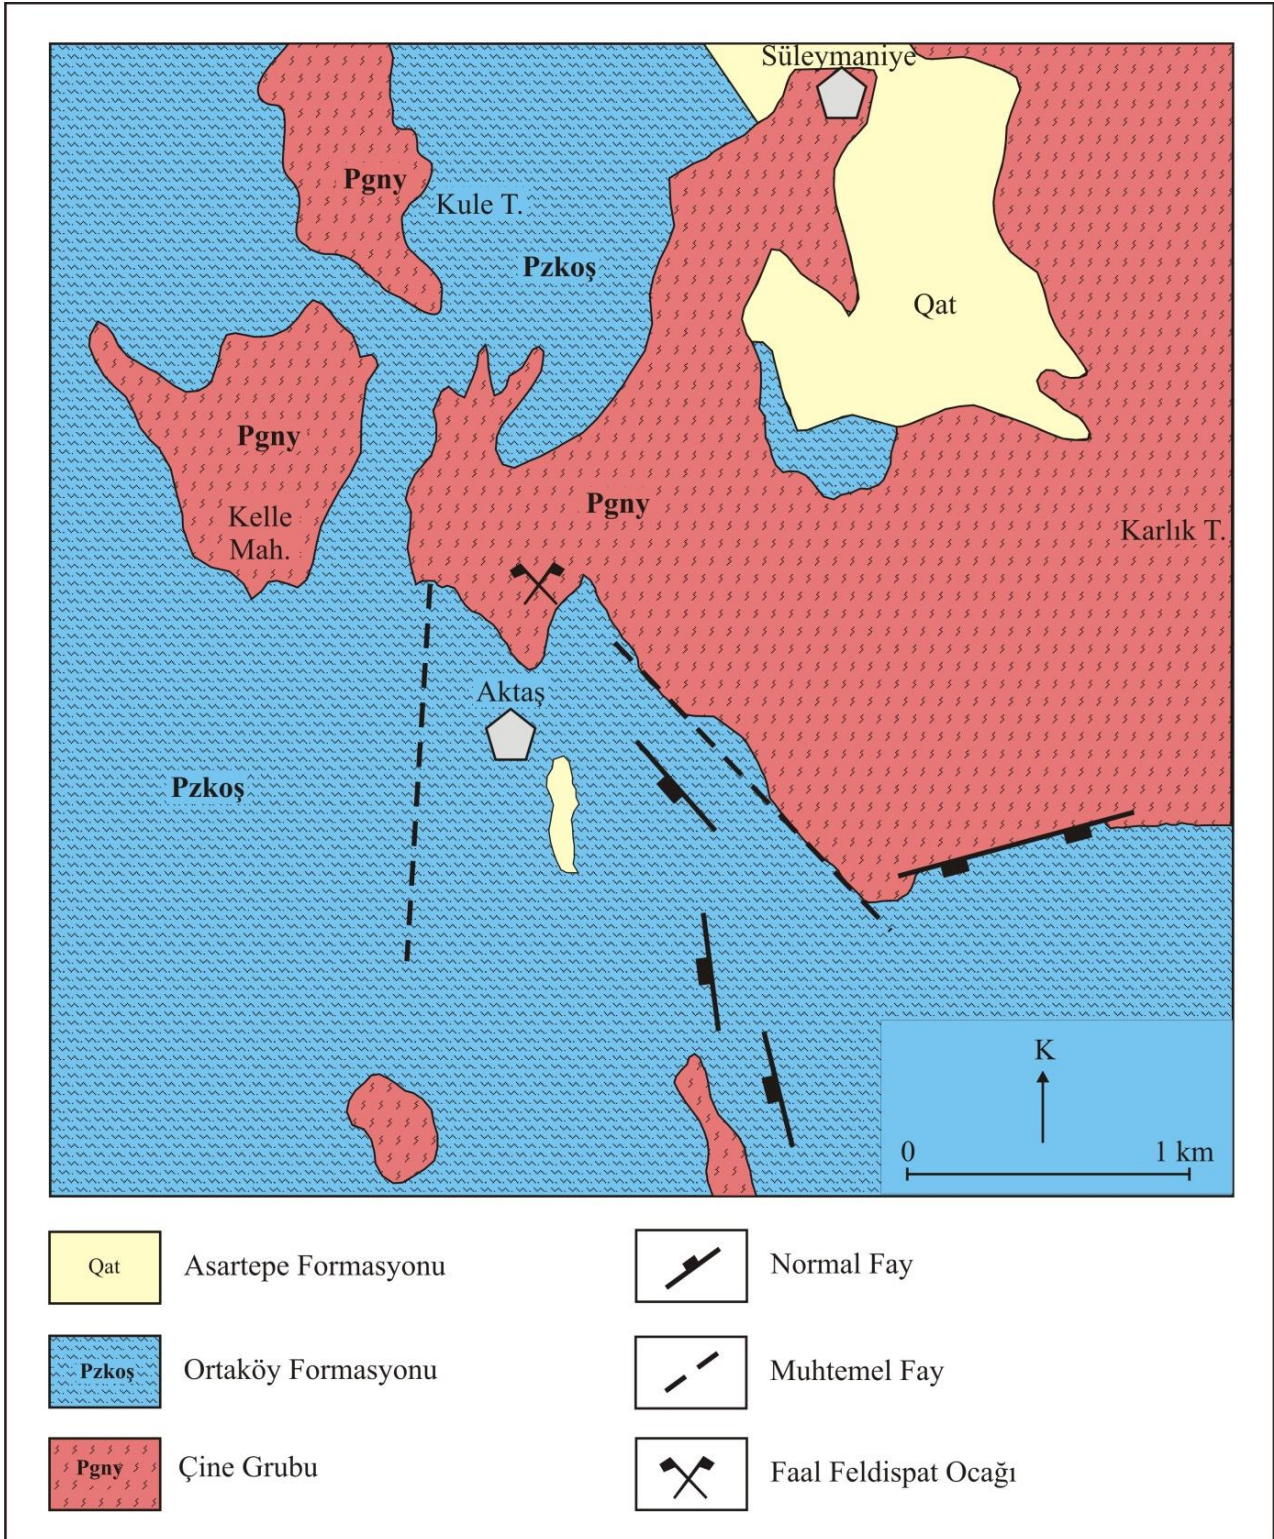 Süleymaniye
Pgny
Kule T.
Pzkoş
Qat
Pgny
Kelle
Mah.
Pgny
Karlık T.
Aktaş
Pzkoş
K
0 1 km
Qat Asartepe Formasyonu
Pzkoş Ortaköy Formasyonu
Pgny Çine Grubu
Normal Fay
Muhtemel Fay
Faal Feldispat Ocağı